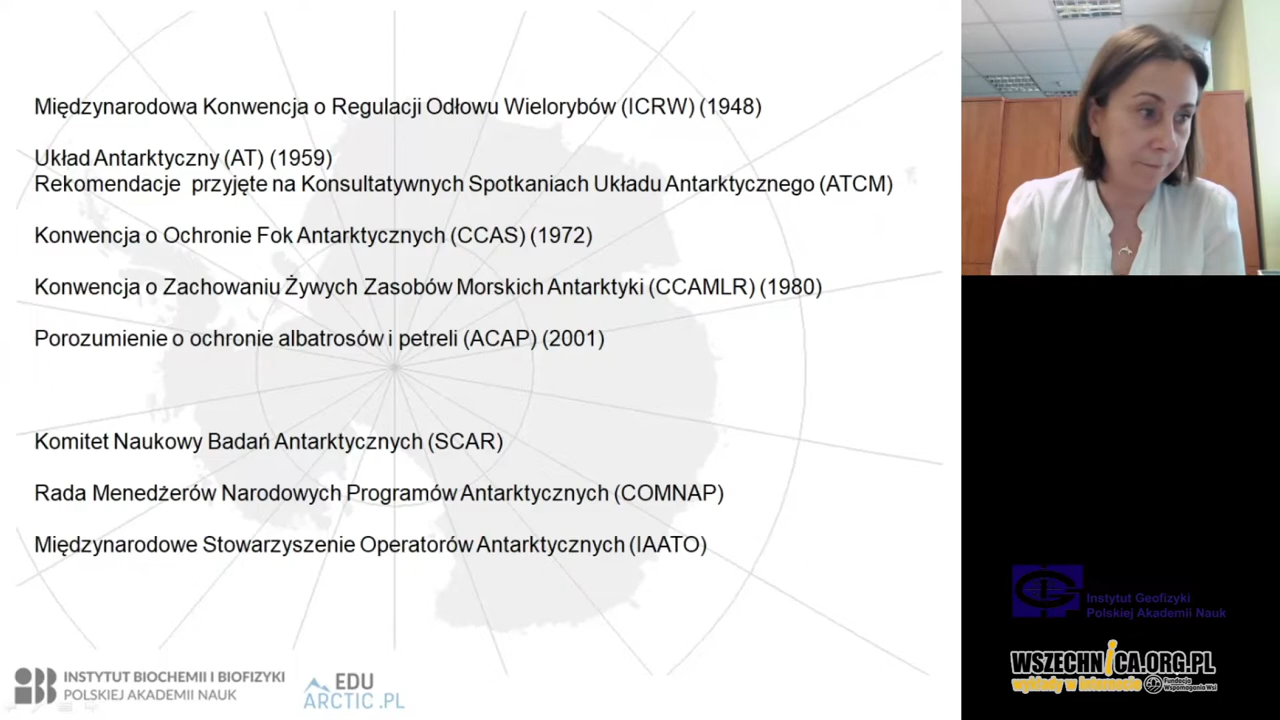 Międzynarodowa Konwencja o Regulacji Odłowu Wielorybów (ICRW) (1948)
Układ Antarktyczny (AT) (1959)
Rekomendacje przyjęte na Konsultatywnych Spotkaniach Układu Antarktycznego (ATCM)
Konwencja o Ochronie Fok Antarktycznych (CCAS) (1972)
Konwencja o Zachowaniu Żywych Zasobów Morskich Antarktyki (CCAMLR) (1980)
Porozumienie o ochronie albatrosów i petreli (ACAP) (2001)
Komitet Naukowy Badań Antarktycznych (SCAR)
Rada Menedżerów Narodowych Programów Antarktycznych (COMNAP)
Międzynarodowe Stowarzyszenie Operatorów Antarktycznych (IAATO)
INSTYTUT BIOCHEMII I BIOFIZYKI
POLSKIEJ AKADEMII NAUK
EDU
ARCTIC.PL
Instytut Geofizyki
Polskiej Akademii Nauk
WSZECHNICA.ORG.PL
wykłady w internecie
Fundacja
Wspomagania Wsi